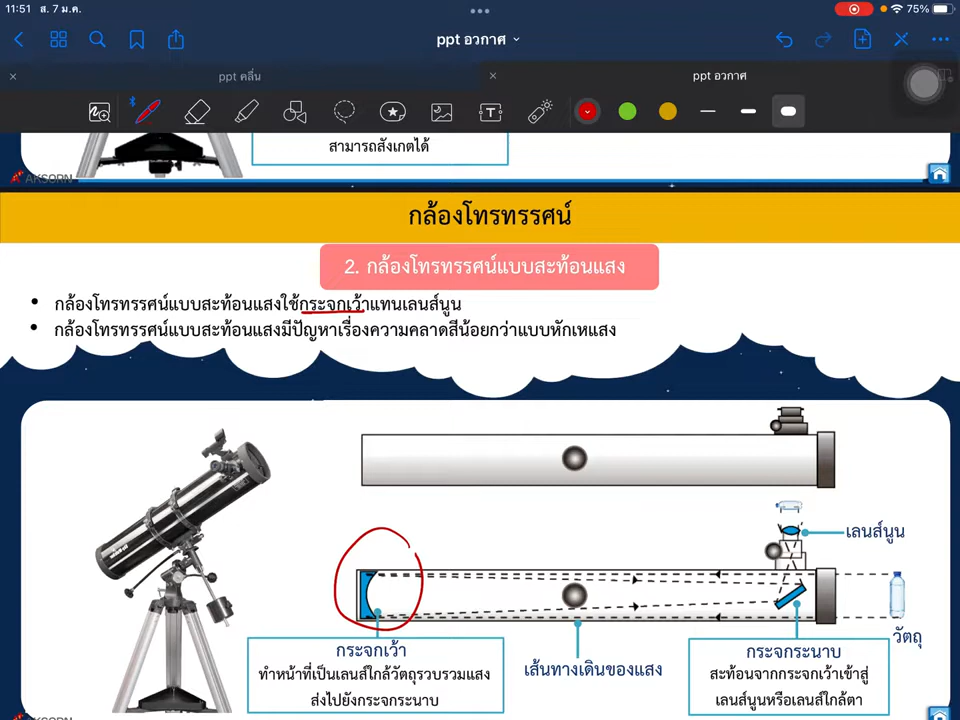 11:51 ส. 7 ม.ค.
75%
ppt อวกาศ
ppt คลื่น
ppt อวกาศ
สามารถสังเกตได้
AKSORN
กล้องโทรทรรศน์
2. กล้องโทรทรรศน์แบบสะท้อนแสง
• กล้องโทรทรรศน์แบบสะท้อนแสงใช้กระจกเว้าแทนเลนส์นูน
• กล้องโทรทรรศน์แบบสะท้อนแสงมีปัญหาเรื่องความคลาดสีน้อยกว่าแบบหักเหแสง
เลนส์นูน
วัตถุ
กระจกเว้า
ทำหน้าที่เป็นเลนส์ใกล้วัตถุรวบรวมแสง
ส่งไปยังกระจกระนาบ
เส้นทางเดินของแสง
กระจกระนาบ
สะท้อนจากกระจกเว้าเข้าสู่
เลนส์นูนหรือเลนส์ใกล้ตา